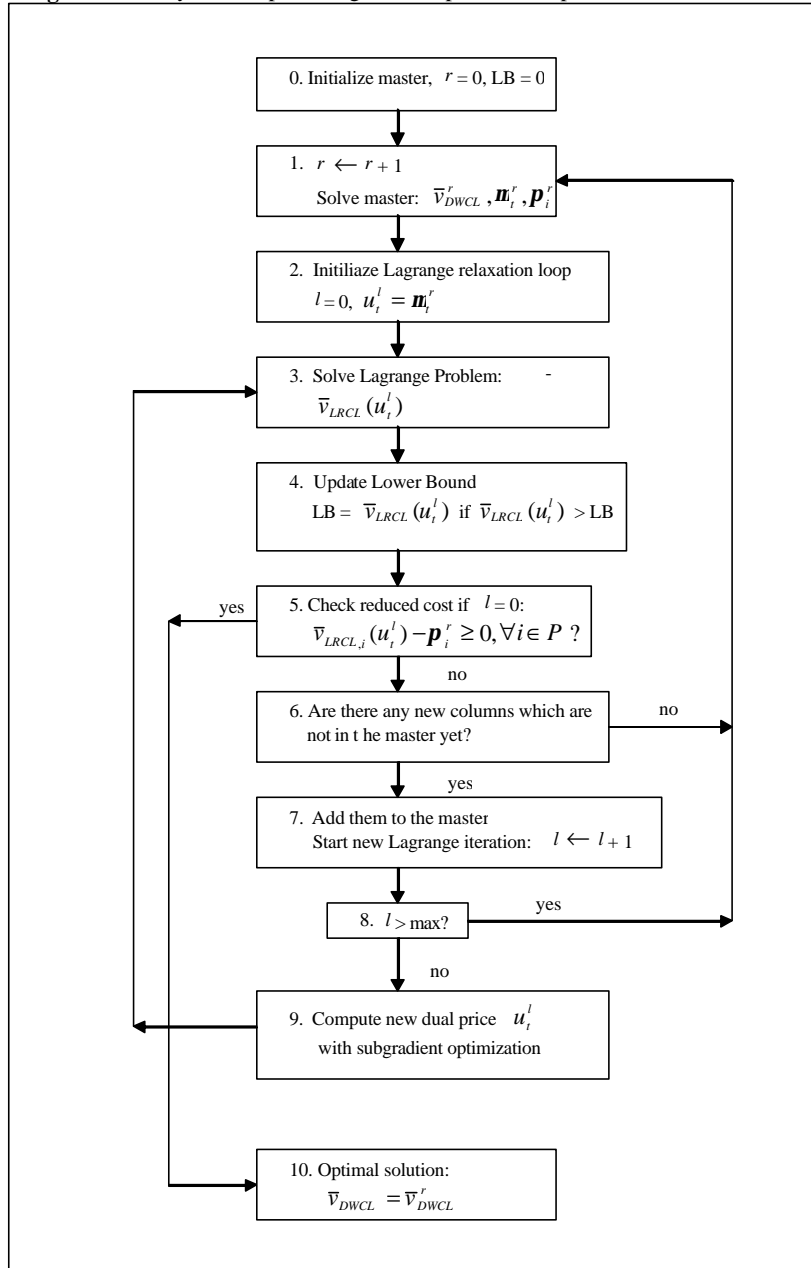 0. Initialize master, r = 0, LB = 0
1. r ← r + 1
Solve master: v̄ʳ_DWCL, 𝐦ʳ_t, 𝐩ʳ_i
2. Initiliaze Lagrange relaxation loop
l = 0, uˡ_t = 𝐦ʳ_t
3. Solve Lagrange Problem: -
v̄_LRCL(uˡ_t)
4. Update Lower Bound
LB = v̄_LRCL(uˡ_t) if v̄_LRCL(uˡ_t) > LB
yes
5. Check reduced cost if l = 0:
v̄_LRCL,i(uˡ_t) − 𝐩ʳ_i ≥ 0, ∀i ∈ P ?
no
6. Are there any new columns which are
not in t he master yet?
no
yes
7. Add them to the master
Start new Lagrange iteration: l ← l + 1
8. l > max?
yes
no
9. Compute new dual price uˡ_t
with subgradient optimization
10. Optimal solution:
v̄_DWCL = v̄ʳ_DWCL